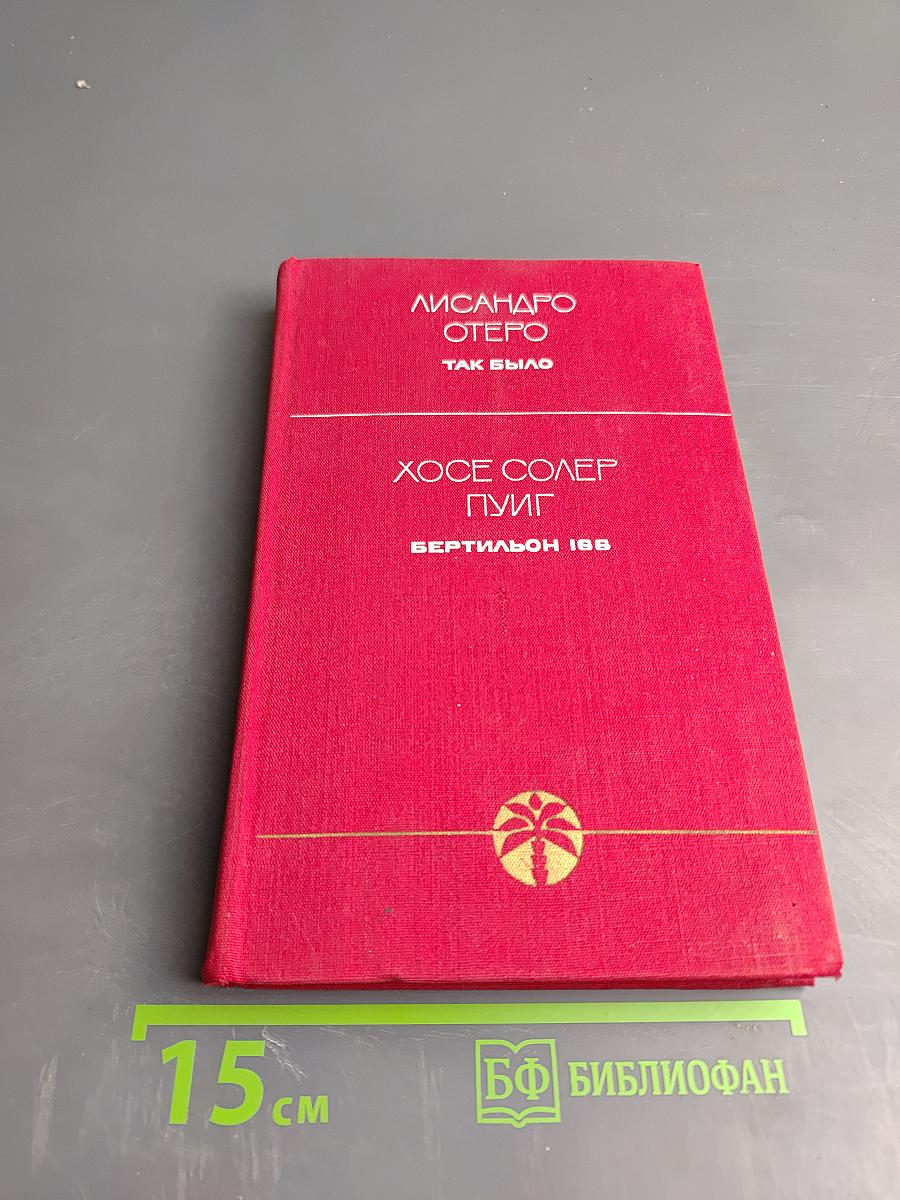 ЛИСАНДРО
ОТЕРО
ТАК БЫЛО
ХОСЕ СОЛЕР
ПУИГ
БЕРТИЛЬОН 166
15 см
БФ БИБЛИОФАН